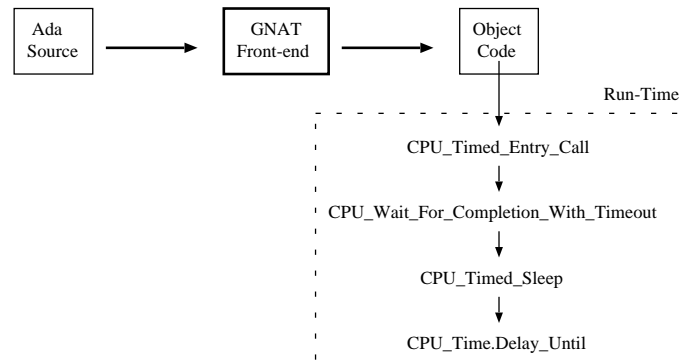 Ada
Source
GNAT
Front-end
Object
Code
Run-Time
CPU_Timed_Entry_Call
CPU_Wait_For_Completion_With_Timeout
CPU_Timed_Sleep
CPU_Time.Delay_Until